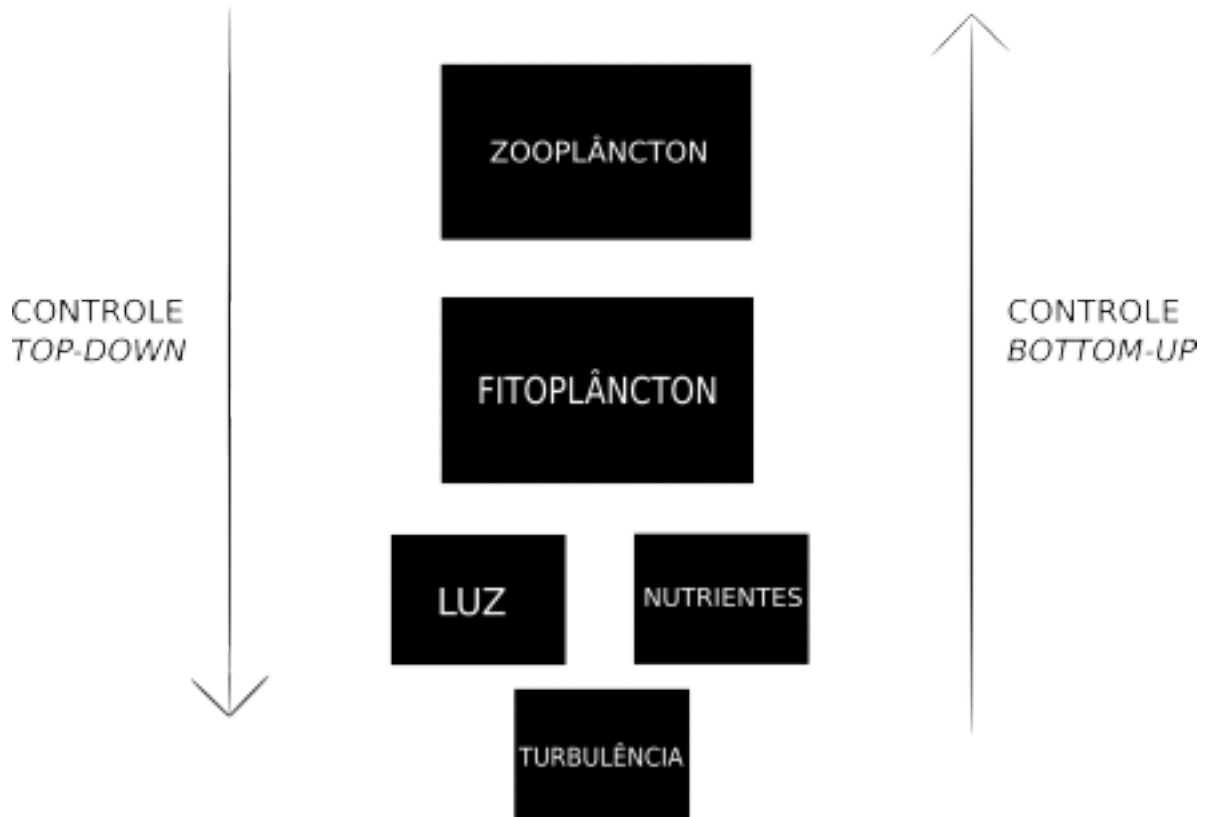 ZOOPLÂNCTON
CONTROLE
TOP-DOWN
CONTROLE
BOTTOM-UP
FITOPLÂNCTON
LUZ
NUTRIENTES
TURBULÊNCIA